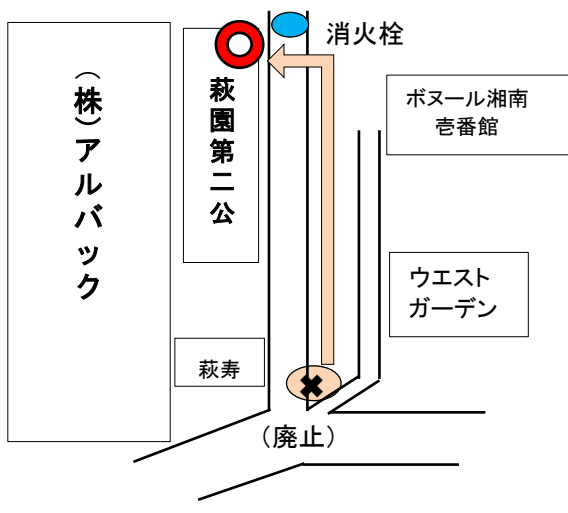 消火栓
(株)アルバック
萩園第二公
ボヌール湘南
壱番館
ウエスト
ガーデン
萩寿
(廃止)